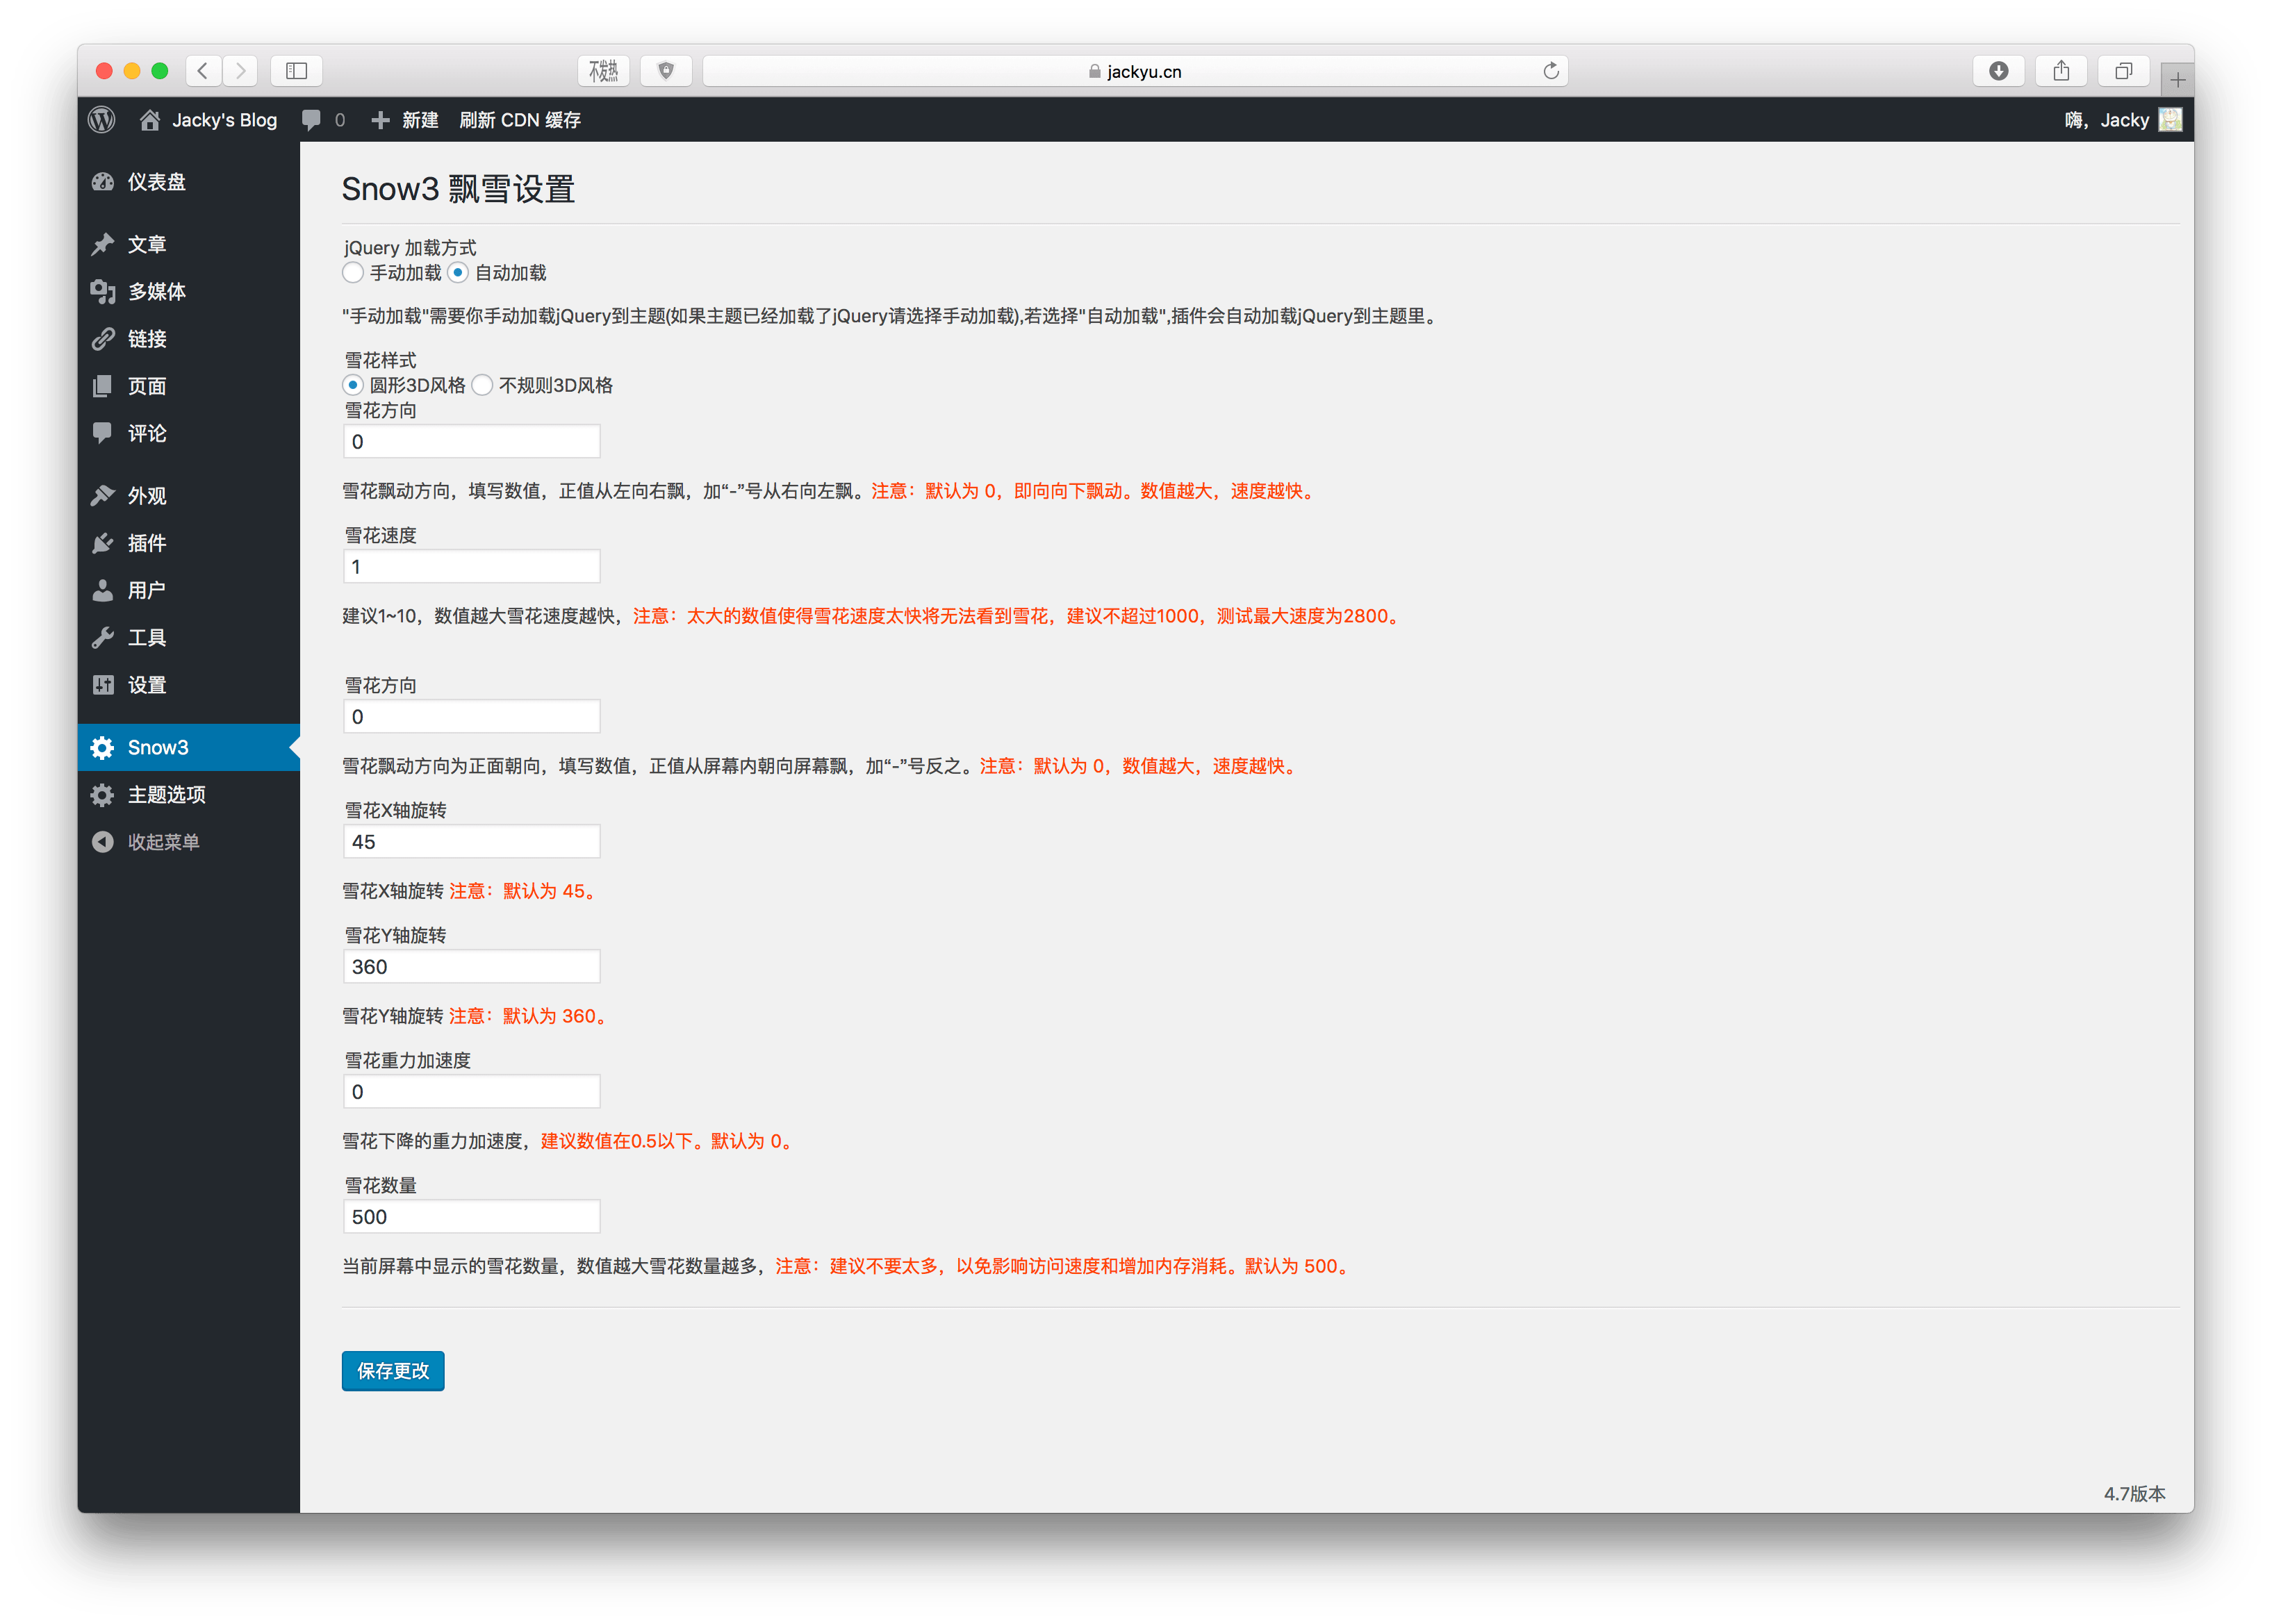 不发热
jackyu.cn
Jacky's Blog 0 新建 刷新 CDN 缓存 嗨，Jacky
仪表盘
文章
多媒体
链接
页面
评论
外观
插件
用户
工具
设置
Snow3
主题选项
收起菜单
Snow3 飘雪设置
jQuery 加载方式
手动加载 自动加载
"手动加载"需要你手动加载jQuery到主题(如果主题已经加载了jQuery请选择手动加载),若选择"自动加载",插件会自动加载jQuery到主题里。
雪花样式
圆形3D风格 不规则3D风格
雪花方向
0
雪花飘动方向，填写数值，正值从左向右飘，加“-”号从右向左飘。注意：默认为 0，即向向下飘动。数值越大，速度越快。
雪花速度
1
建议1~10，数值越大雪花速度越快，注意：太大的数值使得雪花速度太快将无法看到雪花，建议不超过1000，测试最大速度为2800。
雪花方向
0
雪花飘动方向为正面朝向，填写数值，正值从屏幕内朝向屏幕飘，加“-”号反之。注意：默认为 0，数值越大，速度越快。
雪花X轴旋转
45
雪花X轴旋转 注意：默认为 45。
雪花Y轴旋转
360
雪花Y轴旋转 注意：默认为 360。
雪花重力加速度
0
雪花下降的重力加速度，建议数值在0.5以下。默认为 0。
雪花数量
500
当前屏幕中显示的雪花数量，数值越大雪花数量越多，注意：建议不要太多，以免影响访问速度和增加内存消耗。默认为 500。
保存更改
4.7版本